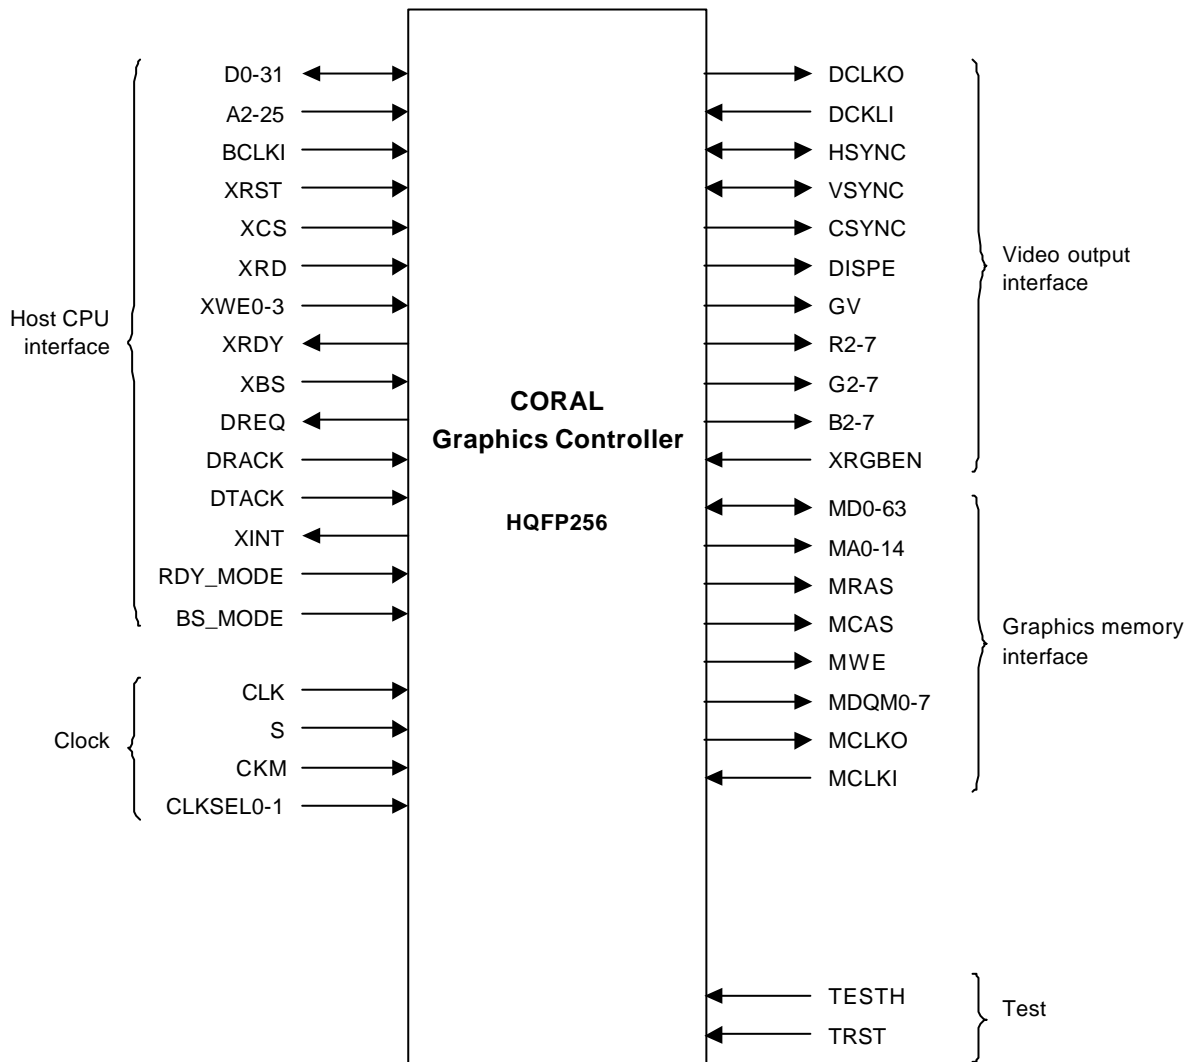 D0-31
A2-25
BCLKI
XRST
XCS
XRD
XWE0-3
Host CPU
interface
XRDY
XBS
DREQ
DRACK
DTACK
XINT
RDY_MODE
BS_MODE
CLK
S
Clock
CKM
CLKSEL0-1
CORAL
Graphics Controller
HQFP256
DCLKO
DCKLI
HSYNC
VSYNC
CSYNC
DISPE
GV
R2-7
G2-7
B2-7
XRGBEN
Video output
interface
MD0-63
MA0-14
MRAS
MCAS
MWE
MDQM0-7
MCLKO
MCLKI
Graphics memory
interface
TESTH
TRST
Test